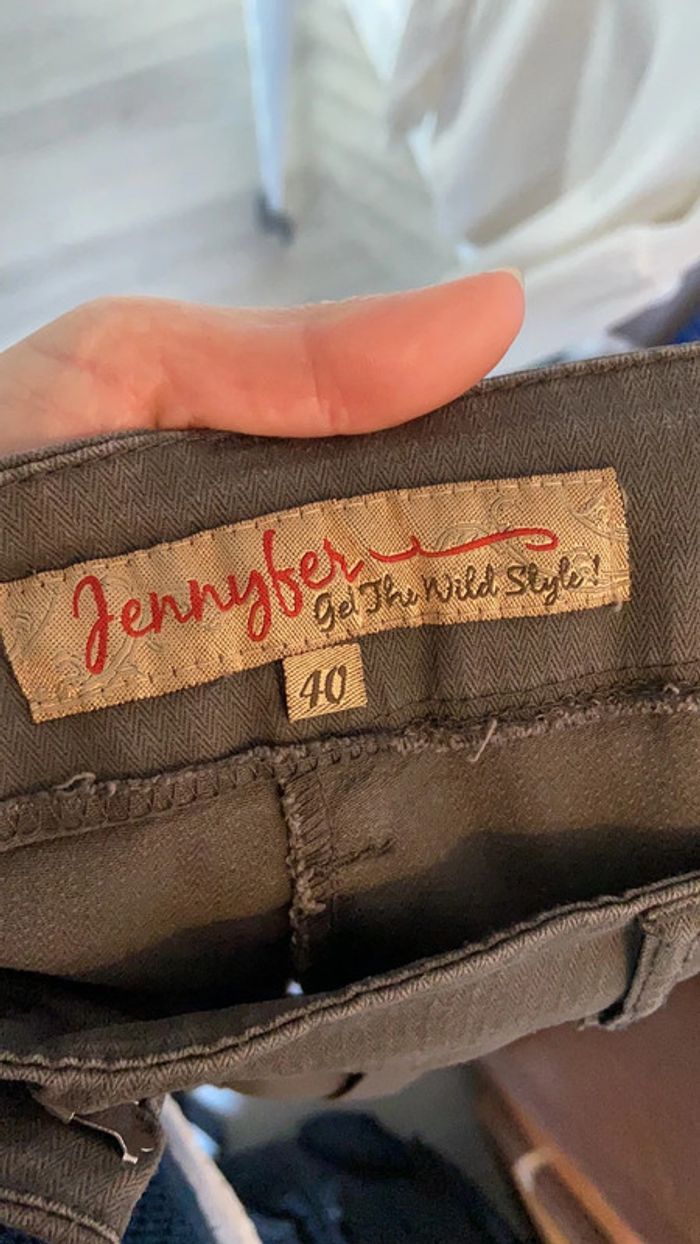 Jennyfer
Get The Wild Style !
40